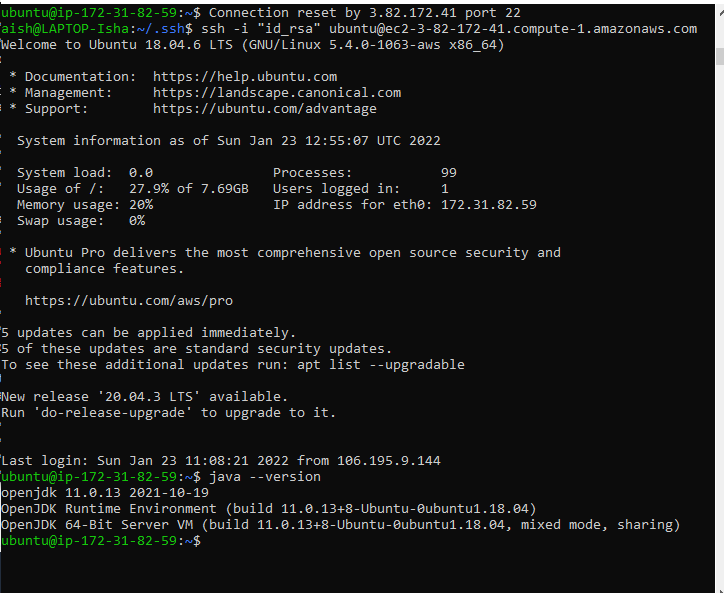 ubuntu@ip-172-31-82-59:~$ Connection reset by 3.82.172.41 port 22
aish@LAPTOP-Isha:~/.ssh$ ssh -i "id_rsa" ubuntu@ec2-3-82-172-41.compute-1.amazonaws.com
Welcome to Ubuntu 18.04.6 LTS (GNU/Linux 5.4.0-1063-aws x86_64)
* Documentation: https://help.ubuntu.com
* Management: https://landscape.canonical.com
* Support: https://ubuntu.com/advantage
System information as of Sun Jan 23 12:55:07 UTC 2022
System load: 0.0 Processes: 99
Usage of /: 27.9% of 7.69GB Users logged in: 1
Memory usage: 20% IP address for eth0: 172.31.82.59
Swap usage: 0%
* Ubuntu Pro delivers the most comprehensive open source security and
compliance features.
https://ubuntu.com/aws/pro
5 updates can be applied immediately.
5 of these updates are standard security updates.
To see these additional updates run: apt list --upgradable
New release '20.04.3 LTS' available.
Run 'do-release-upgrade' to upgrade to it.
Last login: Sun Jan 23 11:08:21 2022 from 106.195.9.144
ubuntu@ip-172-31-82-59:~$ java --version
openjdk 11.0.13 2021-10-19
OpenJDK Runtime Environment (build 11.0.13+8-Ubuntu-0ubuntu1.18.04)
OpenJDK 64-Bit Server VM (build 11.0.13+8-Ubuntu-0ubuntu1.18.04, mixed mode, sharing)
ubuntu@ip-172-31-82-59:~$